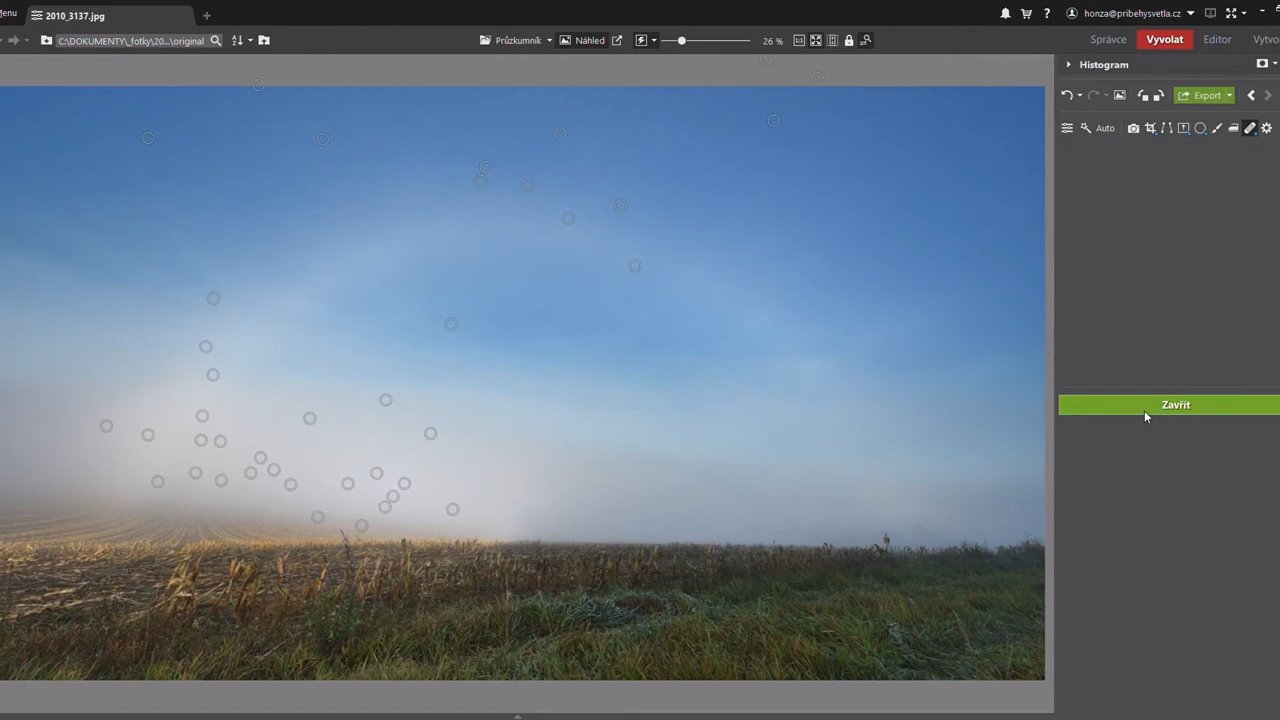 Menu
2010_3137.jpg
honza@pribehysvetla.cz
C:\DOKUMENTY\_fotky\20...\original
Průzkumník
Náhled
26 %
Správce
Vyvolat
Editor
Vytvo
Histogram
Export
Auto
Zavřít